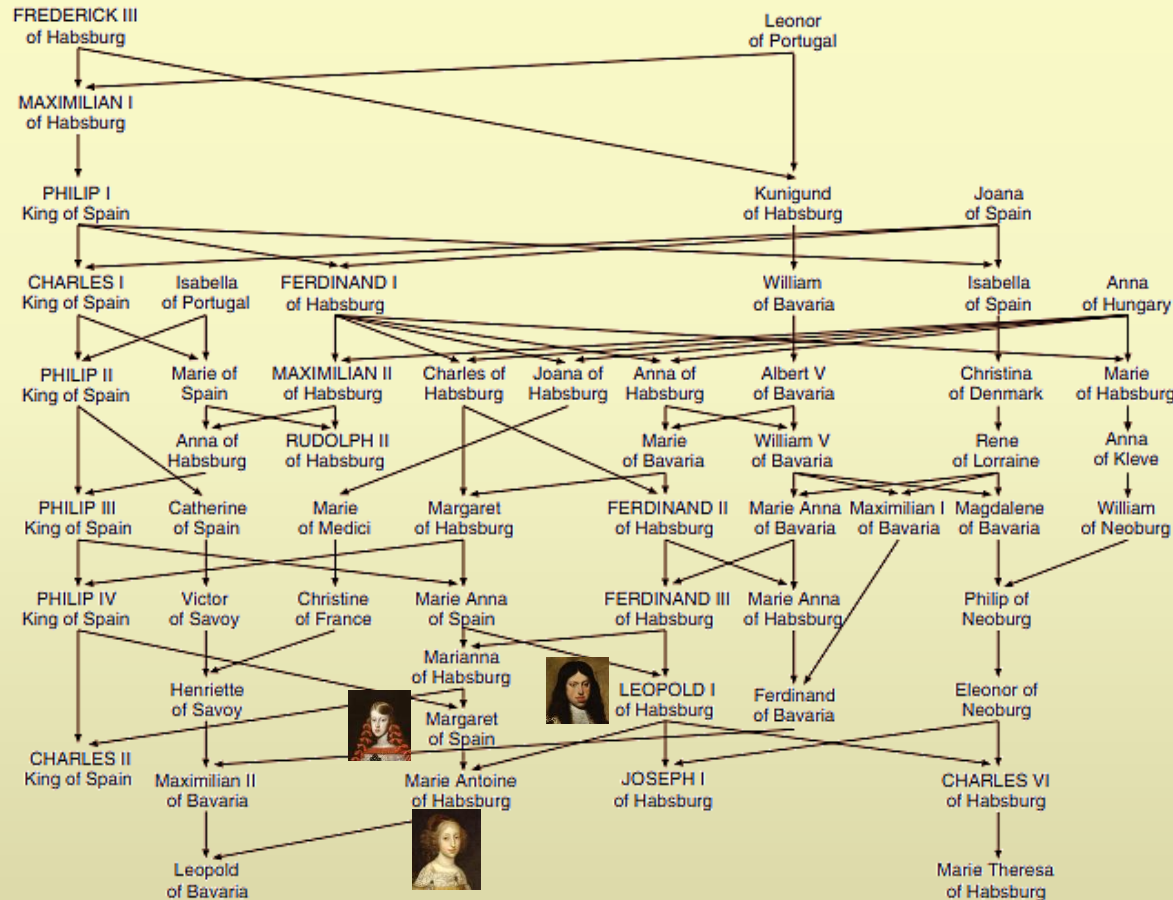 FREDERICK III
of Habsburg
Leonor
of Portugal
MAXIMILIAN I
of Habsburg
PHILIP I
King of Spain
Kunigund
of Habsburg
Joana
of Spain
CHARLES I
King of Spain
Isabella
of Portugal
FERDINAND I
of Habsburg
William
of Bavaria
Isabella
of Spain
Anna
of Hungary
PHILIP II
King of Spain
Marie of
Spain
MAXIMILIAN II
of Habsburg
Charles of
Habsburg
Joana of
Habsburg
Anna of
Habsburg
Albert V
of Bavaria
Christina
of Denmark
Marie
of Habsburg
Anna of
Habsburg
RUDOLPH II
of Habsburg
Marie
of Bavaria
William V
of Bavaria
Rene
of Lorraine
Anna
of Kleve
PHILIP III
King of Spain
Catherine
of Spain
Marie
of Medici
Margaret
of Habsburg
FERDINAND II
of Habsburg
Marie Anna
of Bavaria
Maximilian I
of Bavaria
Magdalene
of Bavaria
William
of Neoburg
PHILIP IV
King of Spain
Victor
of Savoy
Christine
of France
Marie Anna
of Spain
FERDINAND III
of Habsburg
Marie Anna
of Habsburg
Philip of
Neoburg
Marianna
of Habsburg
Henriette
of Savoy
LEOPOLD I
of Habsburg
Ferdinand
of Bavaria
Eleonor of
Neoburg
Margaret
of Spain
CHARLES II
King of Spain
Maximilian II
of Bavaria
Marie Antoine
of Habsburg
JOSEPH I
of Habsburg
CHARLES VI
of Habsburg
Leopold
of Bavaria
Marie Theresa
of Habsburg